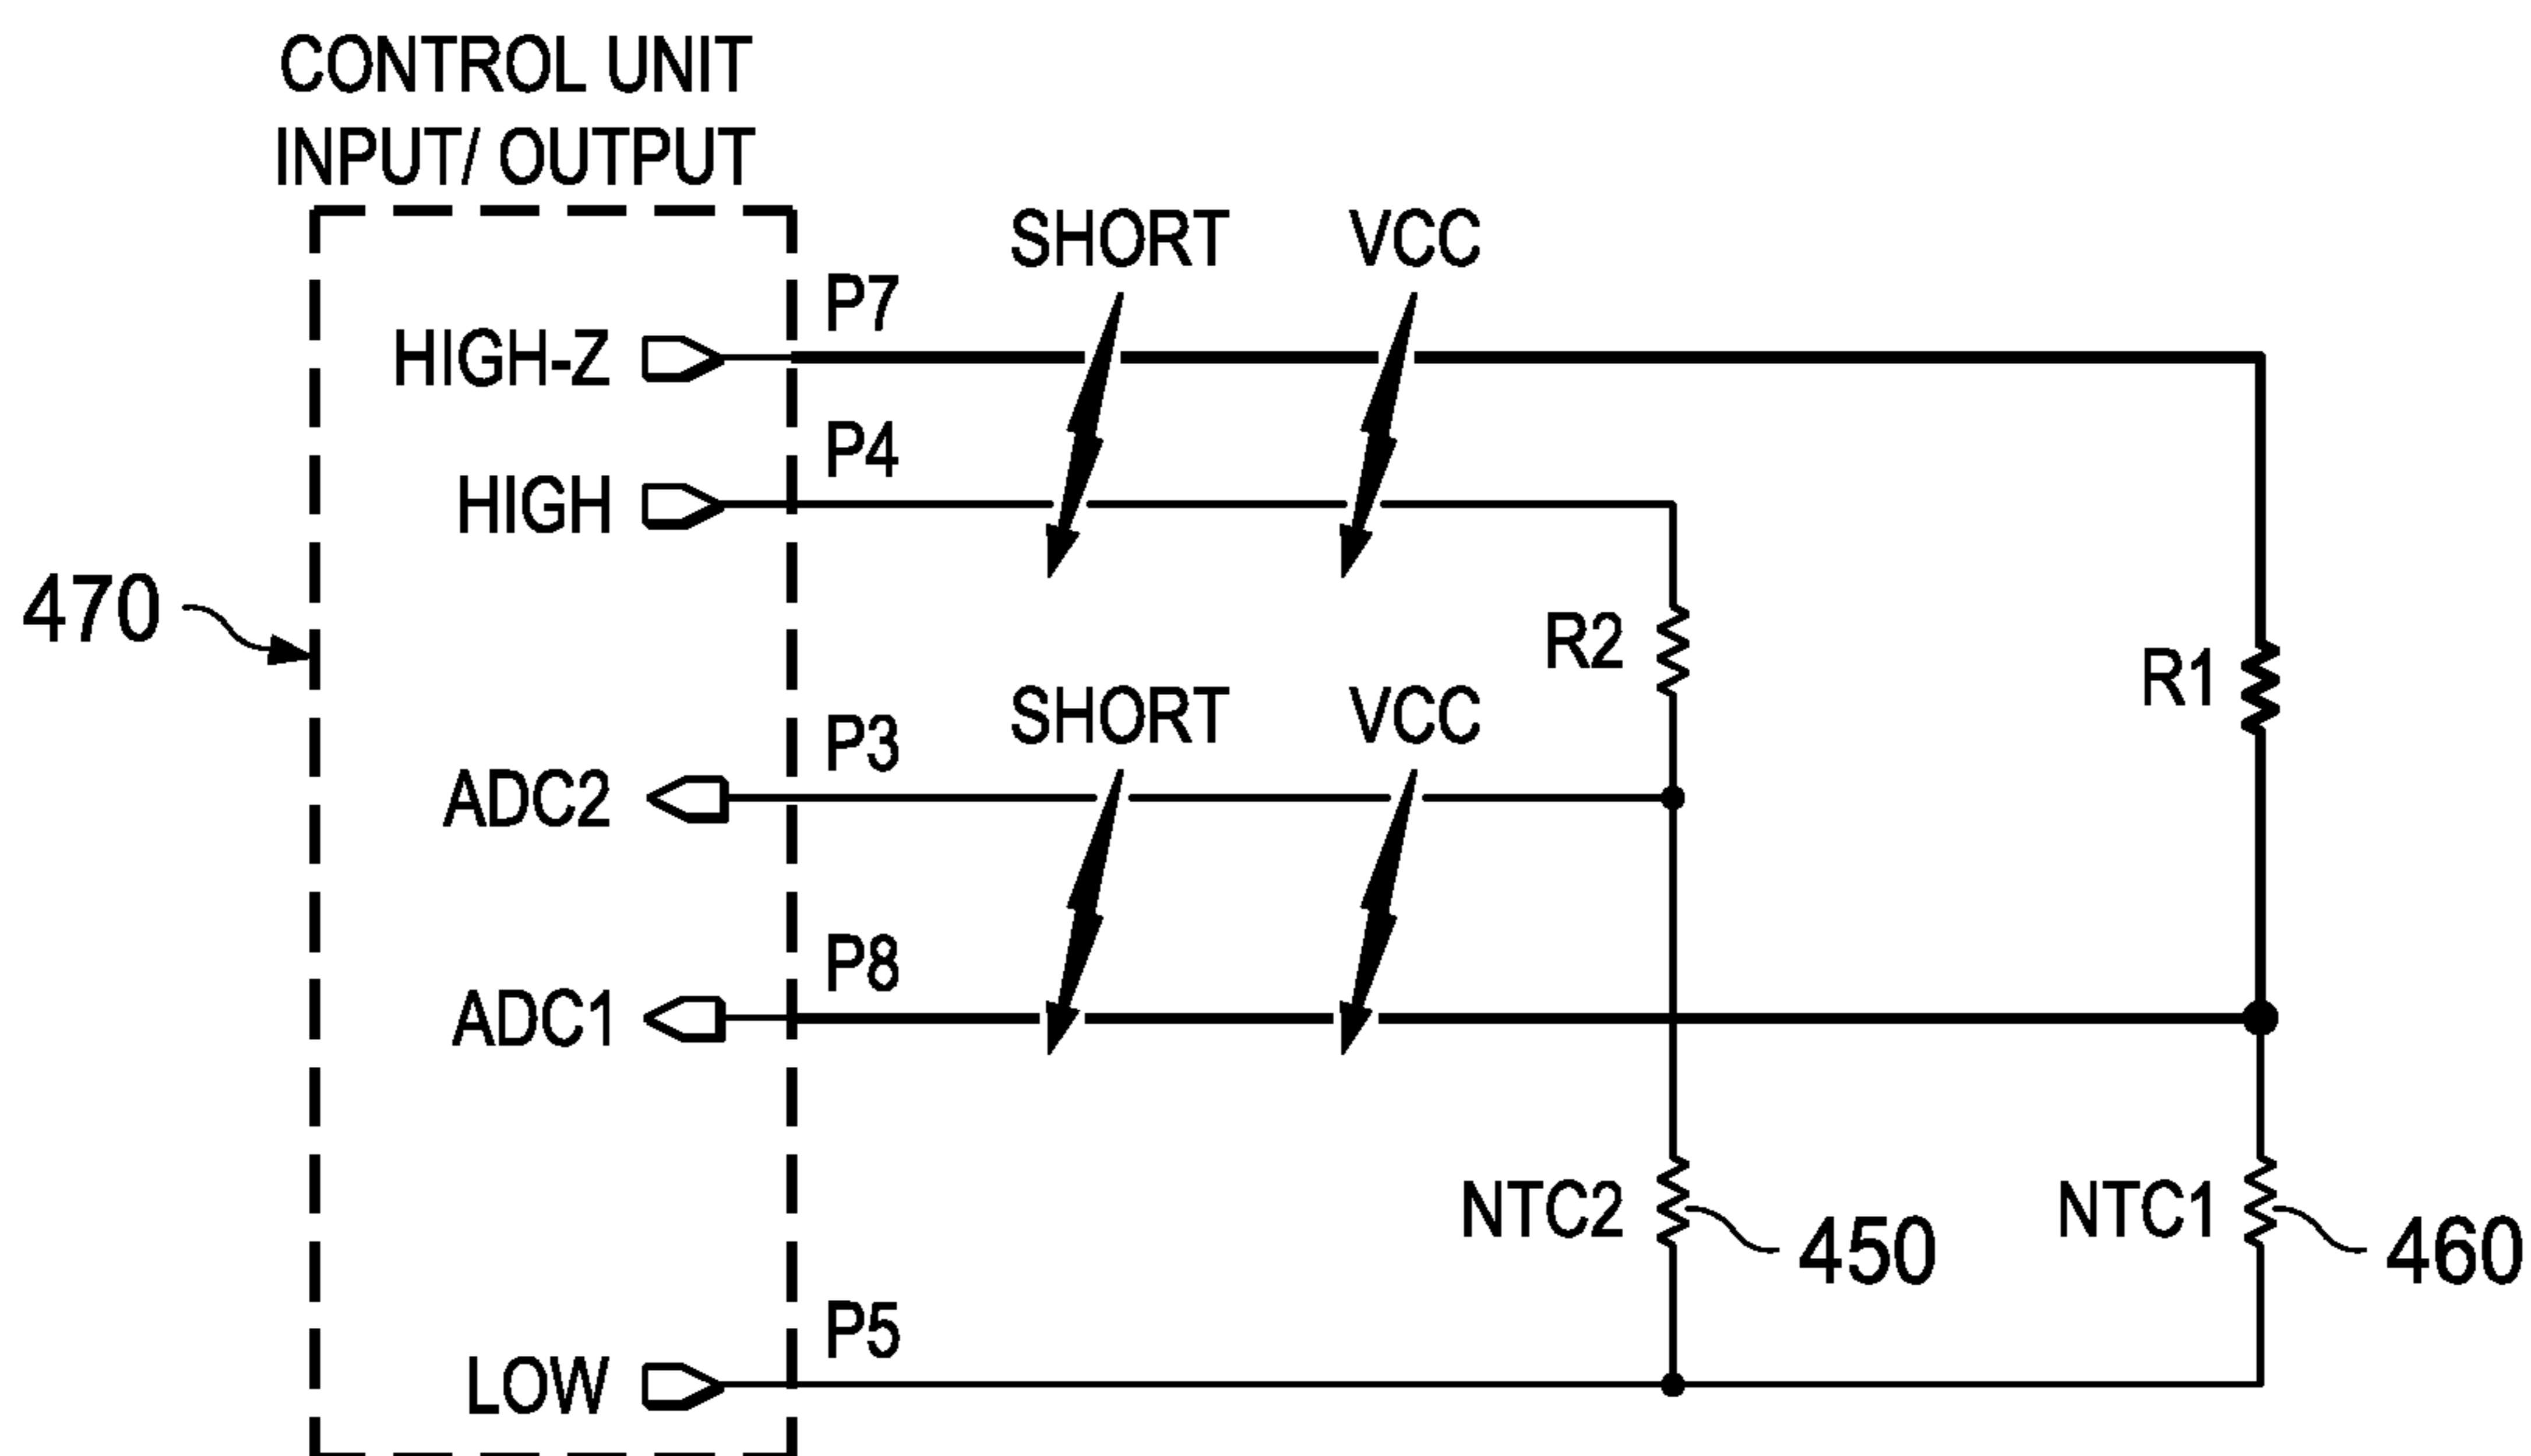 CONTROL UNIT
INPUT/ OUTPUT
SHORT VCC
P7
HIGH-Z
P4
HIGH
470
R2
R1
SHORT VCC
P3
ADC2
P8
ADC1
NTC2
450
NTC1
460
P5
LOW